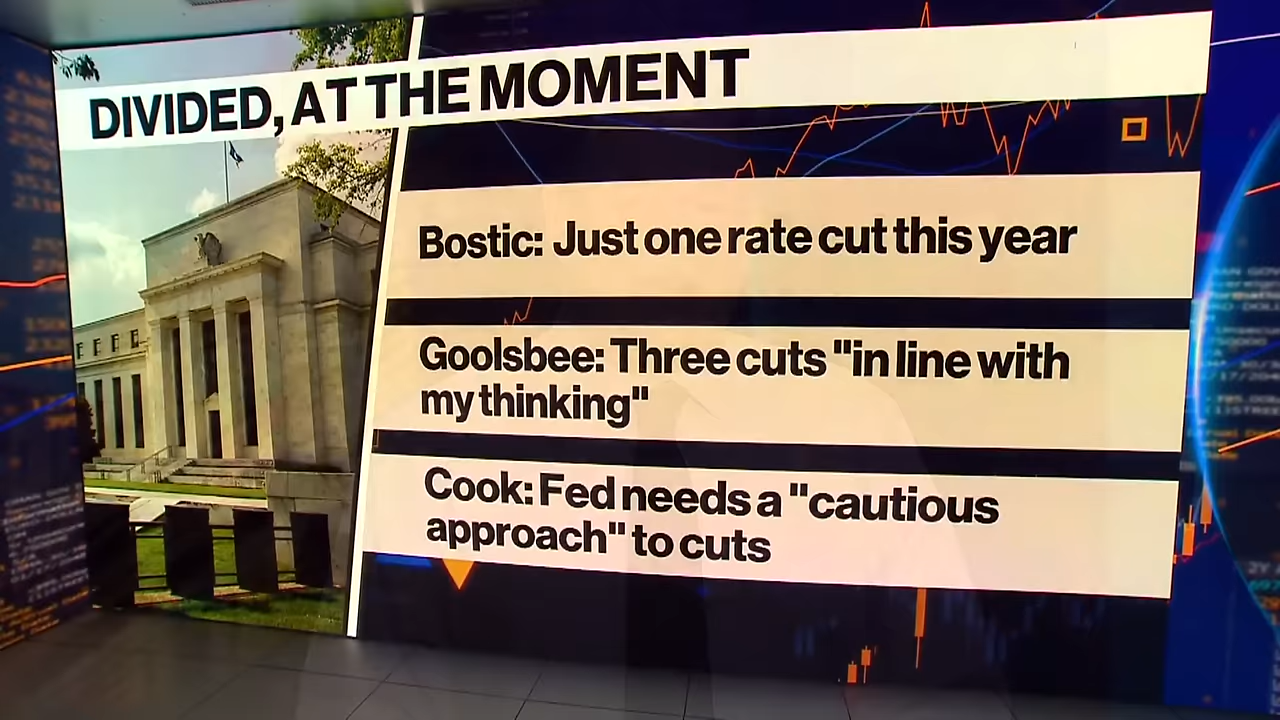 DIVIDED, AT THE MOMENT
Bostic: Just one rate cut this year
Goolsbee: Three cuts "in line with
my thinking"
Cook: Fed needs a "cautious
approach" to cuts